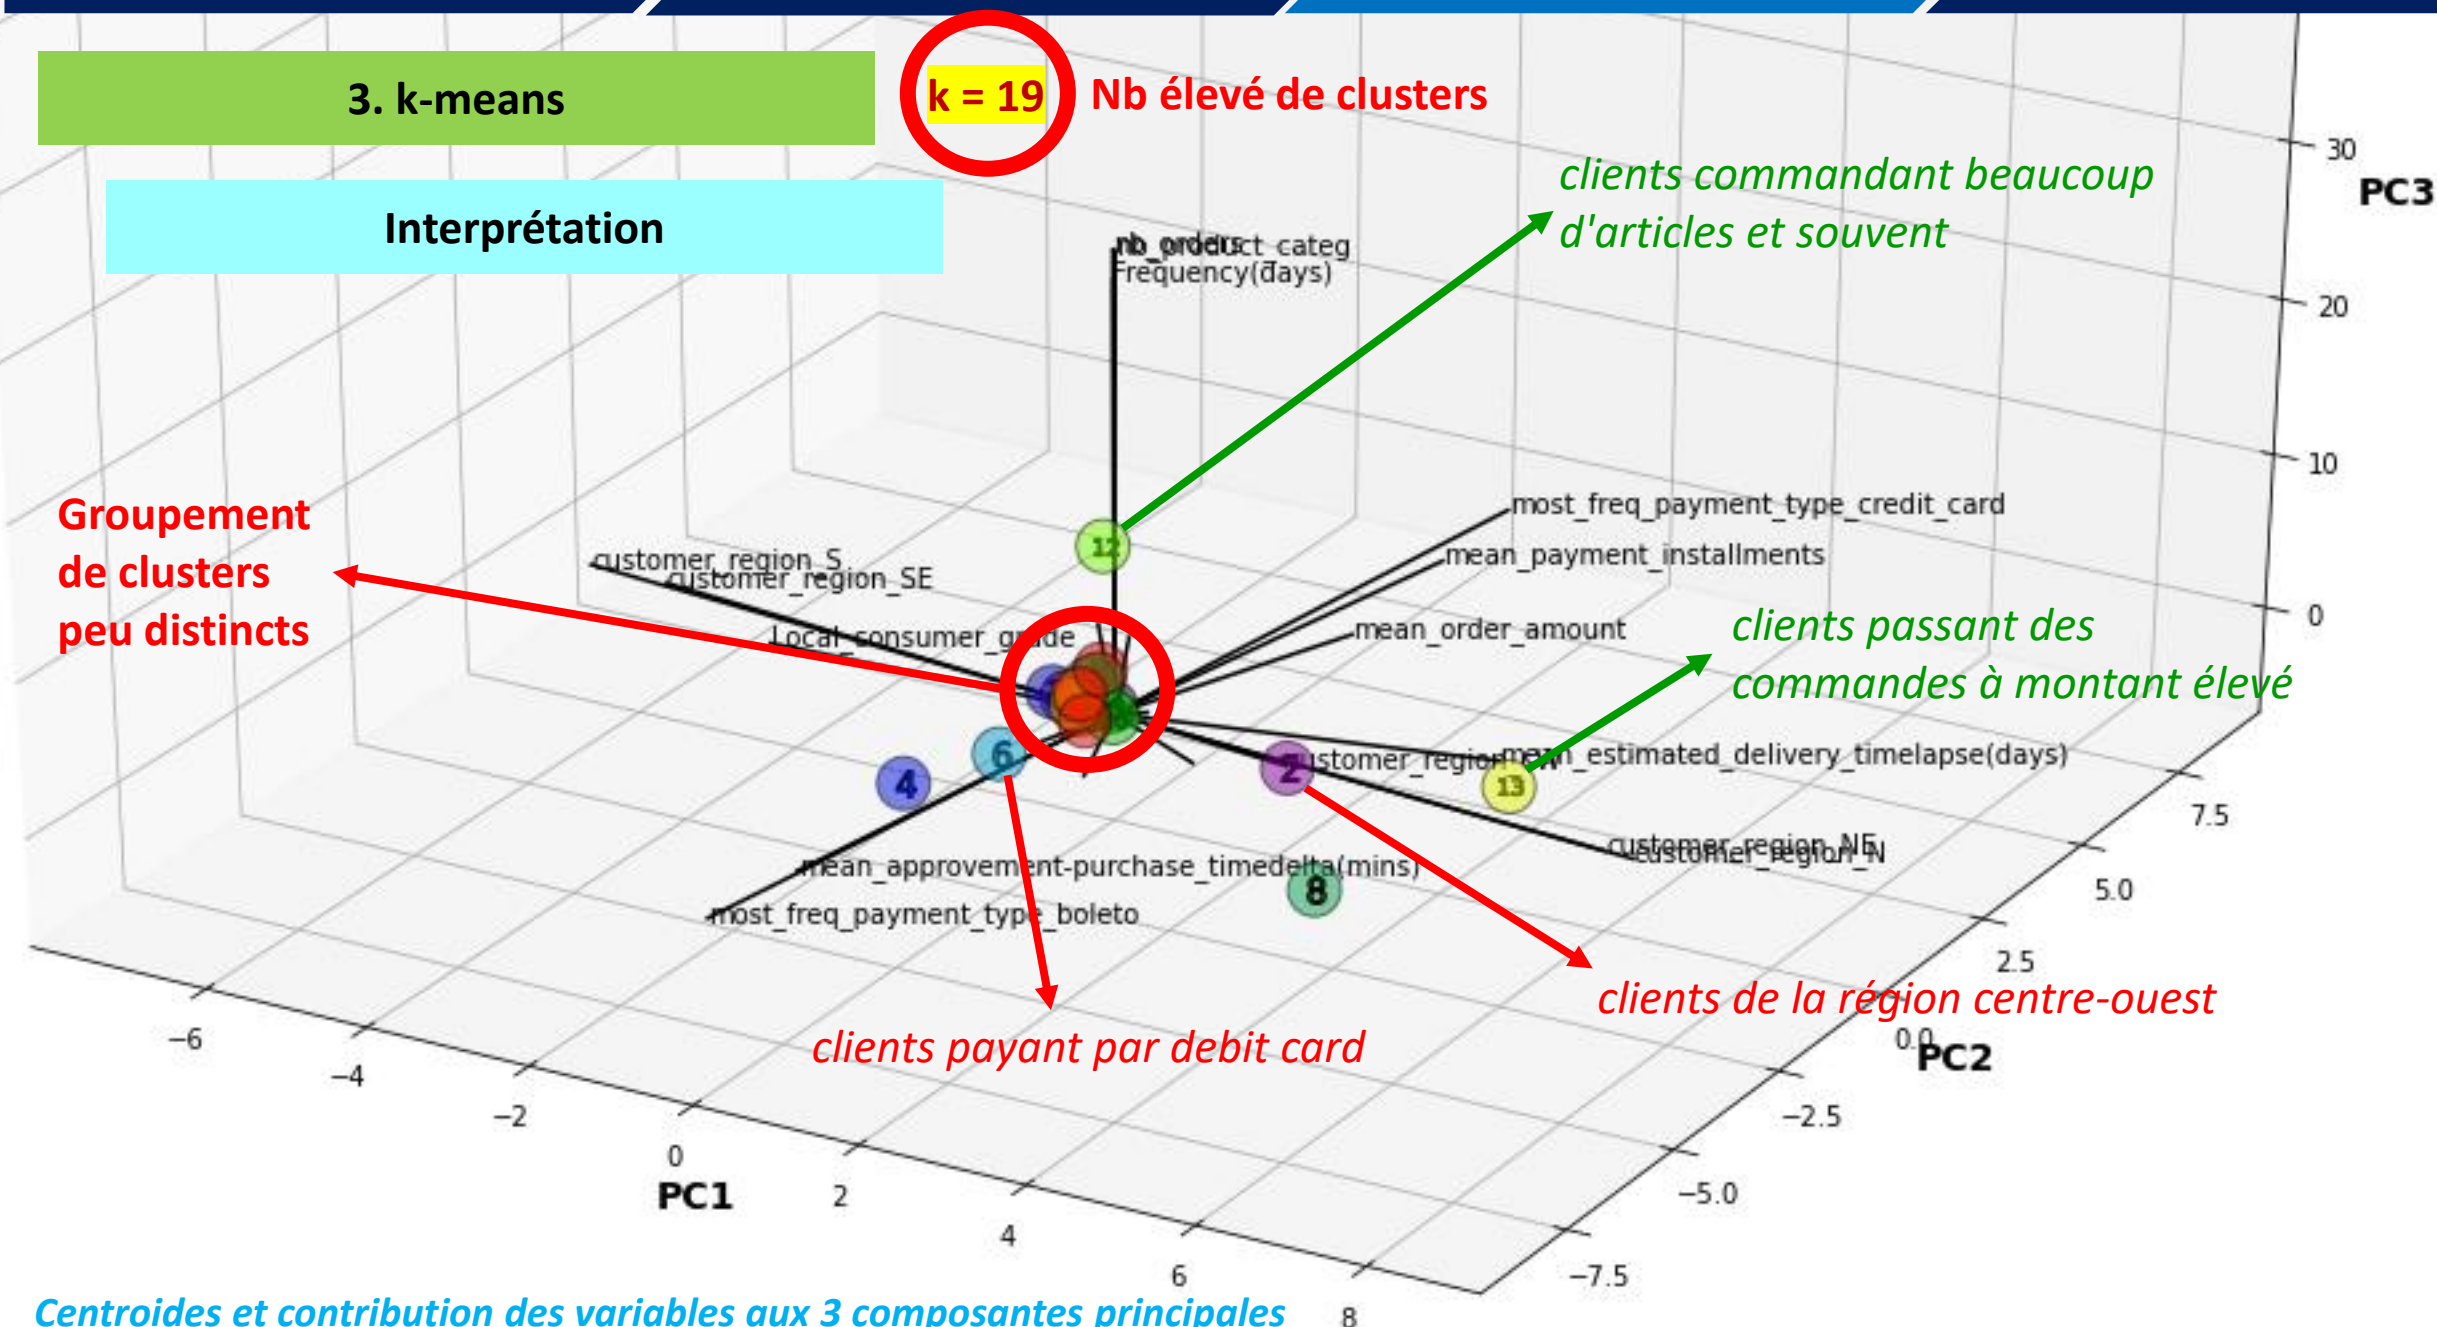 3. k-means
k = 19
Nb élevé de clusters
Interprétation
clients commandant beaucoup
d'articles et souvent
nb_orders
nb_product_categ
Frequency(days)
PC3
30
20
10
0
Groupement
de clusters
peu distincts
customer_region_S
customer_region_SE
Local_consumer_grade
12
most_freq_payment_type_credit_card
mean_payment_installments
mean_order_amount
clients passant des
commandes à montant élevé
6
4
2
13
8
mean_estimated_delivery_timelapse(days)
customer_region_NE
customer_region_N
mean_approvement-purchase_timedelta(mins)
most_freq_payment_type_boleto
clients de la région centre-ouest
clients payant par debit card
7.5
5.0
2.5
0.0
−2.5
−5.0
−7.5
PC2
−6
−4
−2
0
2
4
6
8
PC1
Centroides et contribution des variables aux 3 composantes principales